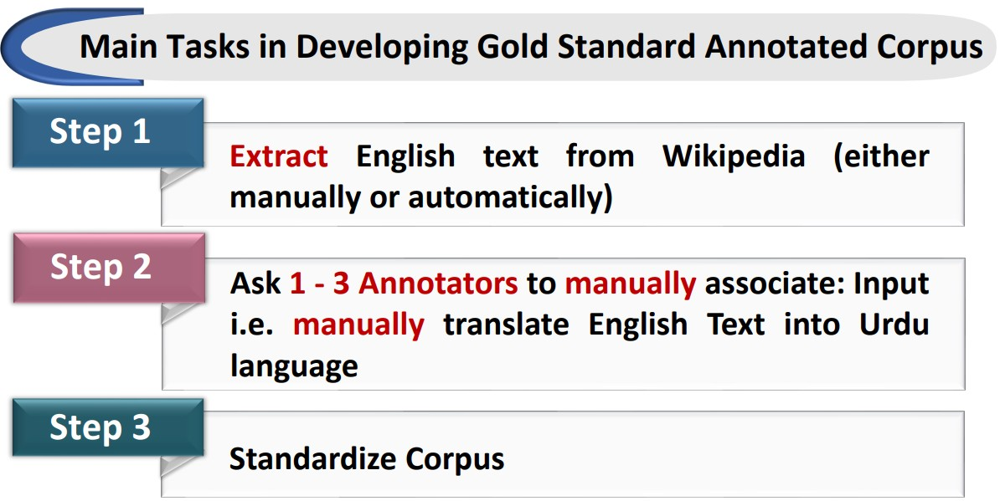 Main Tasks in Developing Gold Standard Annotated Corpus
Step 1
Extract English text from Wikipedia (either
manually or automatically)
Step 2
Ask 1 - 3 Annotators to manually associate: Input
i.e. manually translate English Text into Urdu
language
Step 3
Standardize Corpus